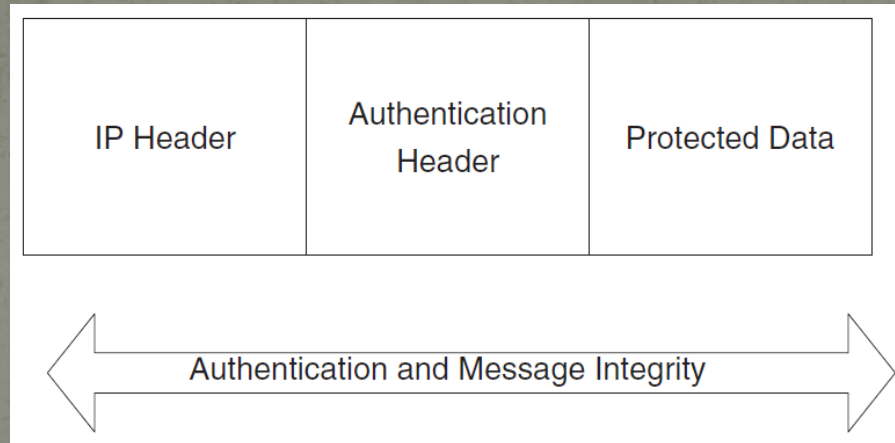 IP Header
Authentication
Header
Protected Data
Authentication and Message Integrity